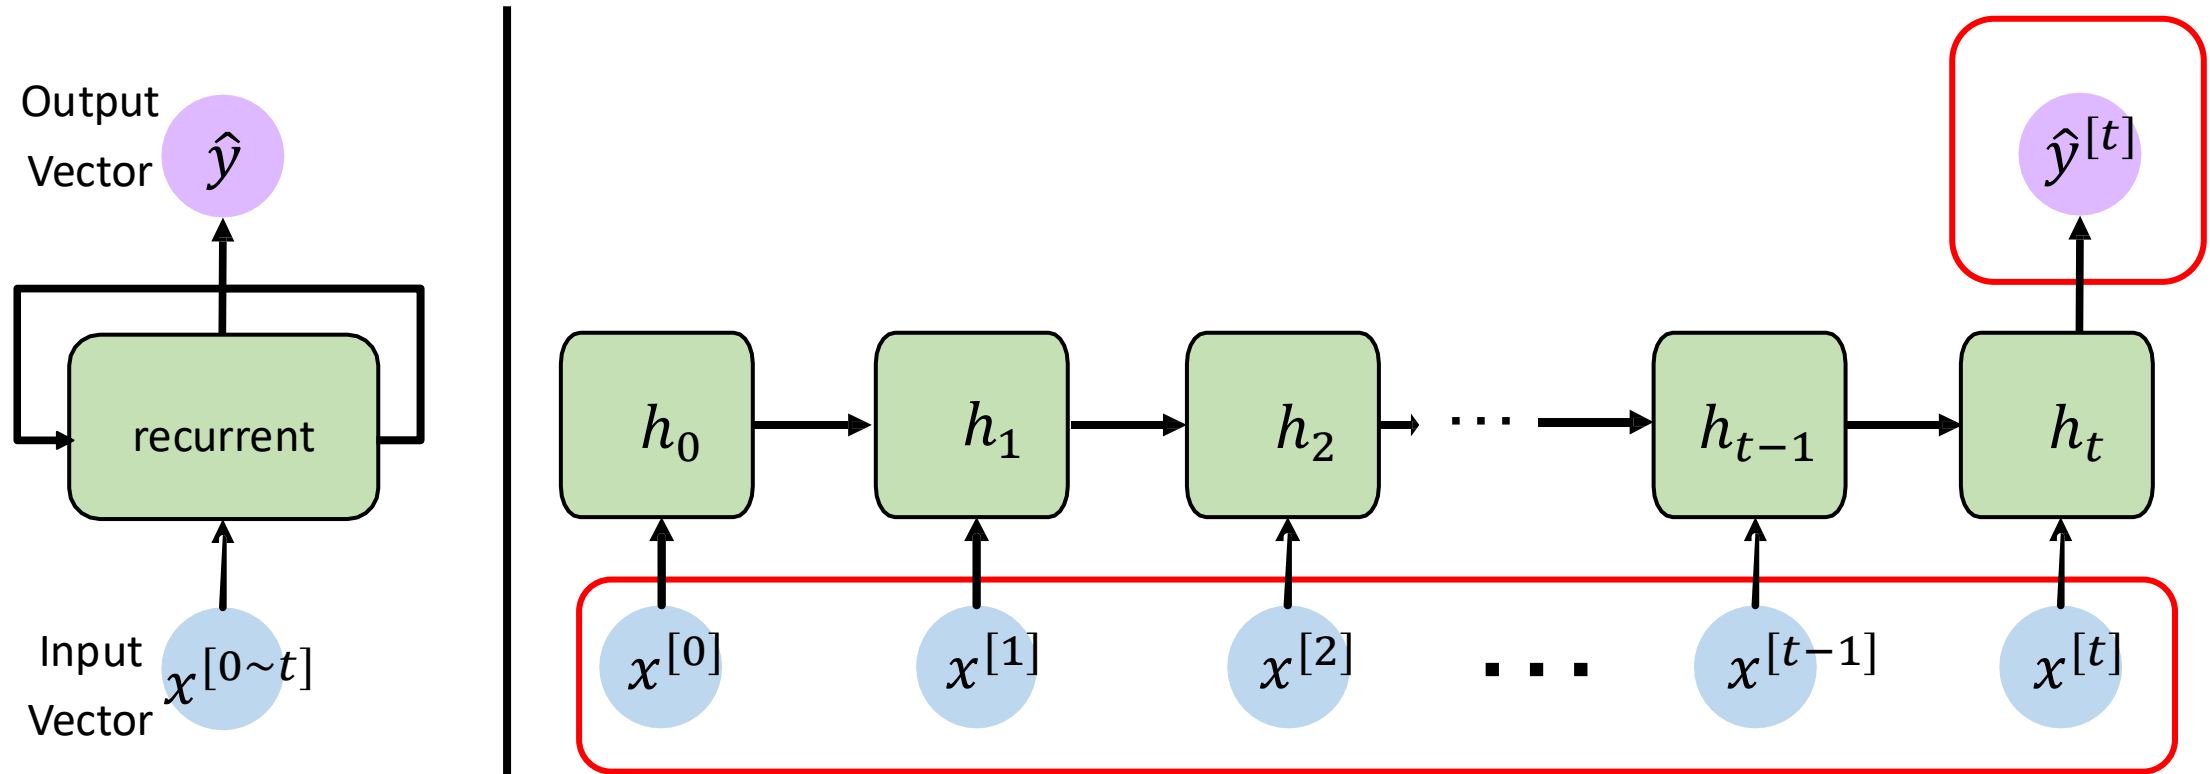 Output
Vector
ŷ
recurrent
Input
Vector
x^[0~t]
ŷ^[t]
h_0
h_1
h_2
...
h_{t−1}
h_t
x^[0]
x^[1]
x^[2]
...
x^[t−1]
x^[t]